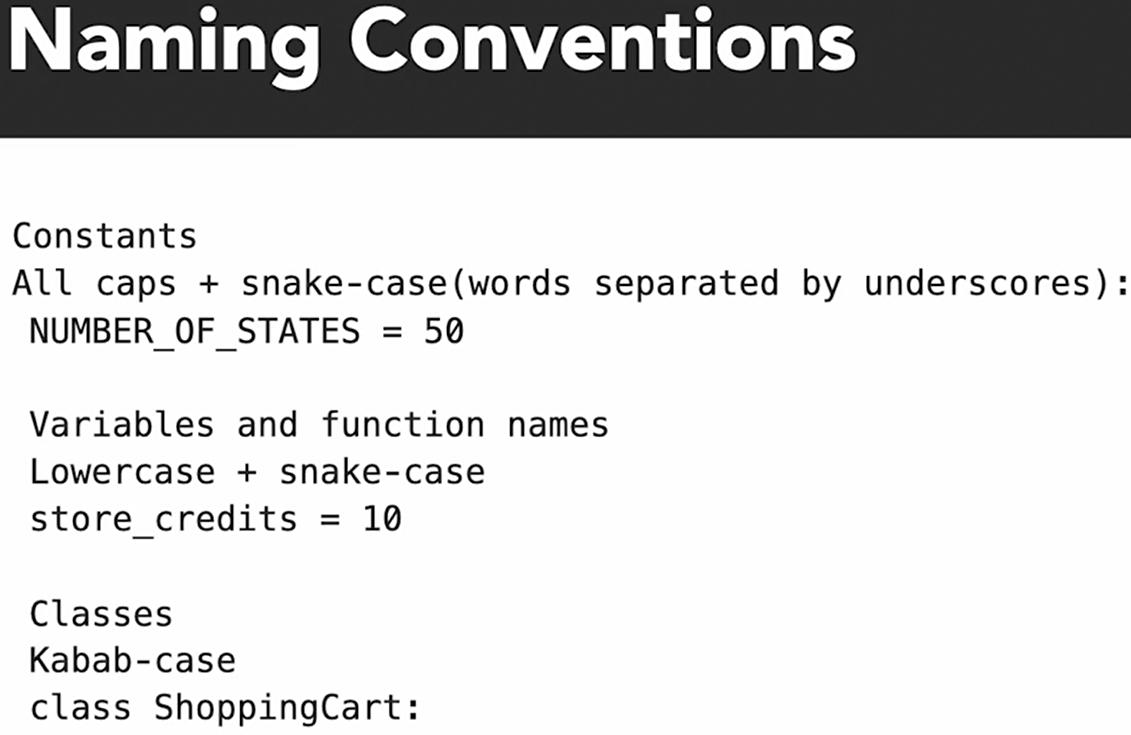 Naming Conventions
Constants
All caps + snake-case(words separated by underscores):
NUMBER_OF_STATES = 50
Variables and function names
Lowercase + snake-case
store_credits = 10
Classes
Kabab-case
class ShoppingCart: